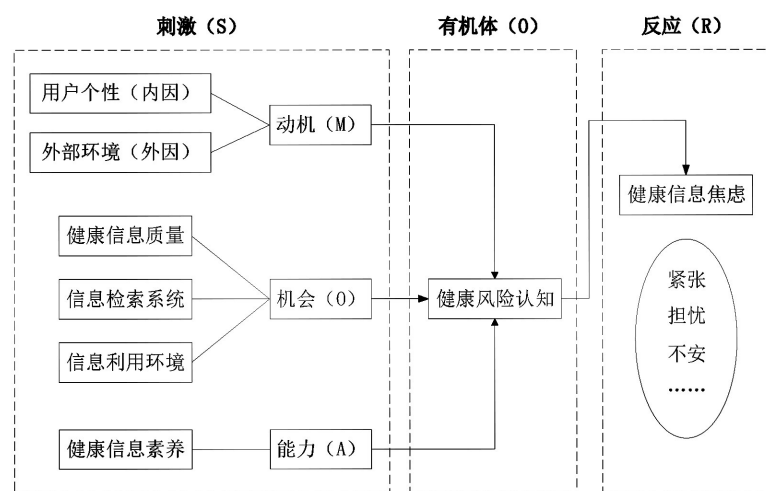 刺激（S）
有机体（O）
反应（R）
用户个性（内因）
外部环境（外因）
动机（M）
健康信息质量
信息检索系统
信息利用环境
机会（O）
健康信息素养
能力（A）
健康风险认知
健康信息焦虑
紧张
担忧
不安
……